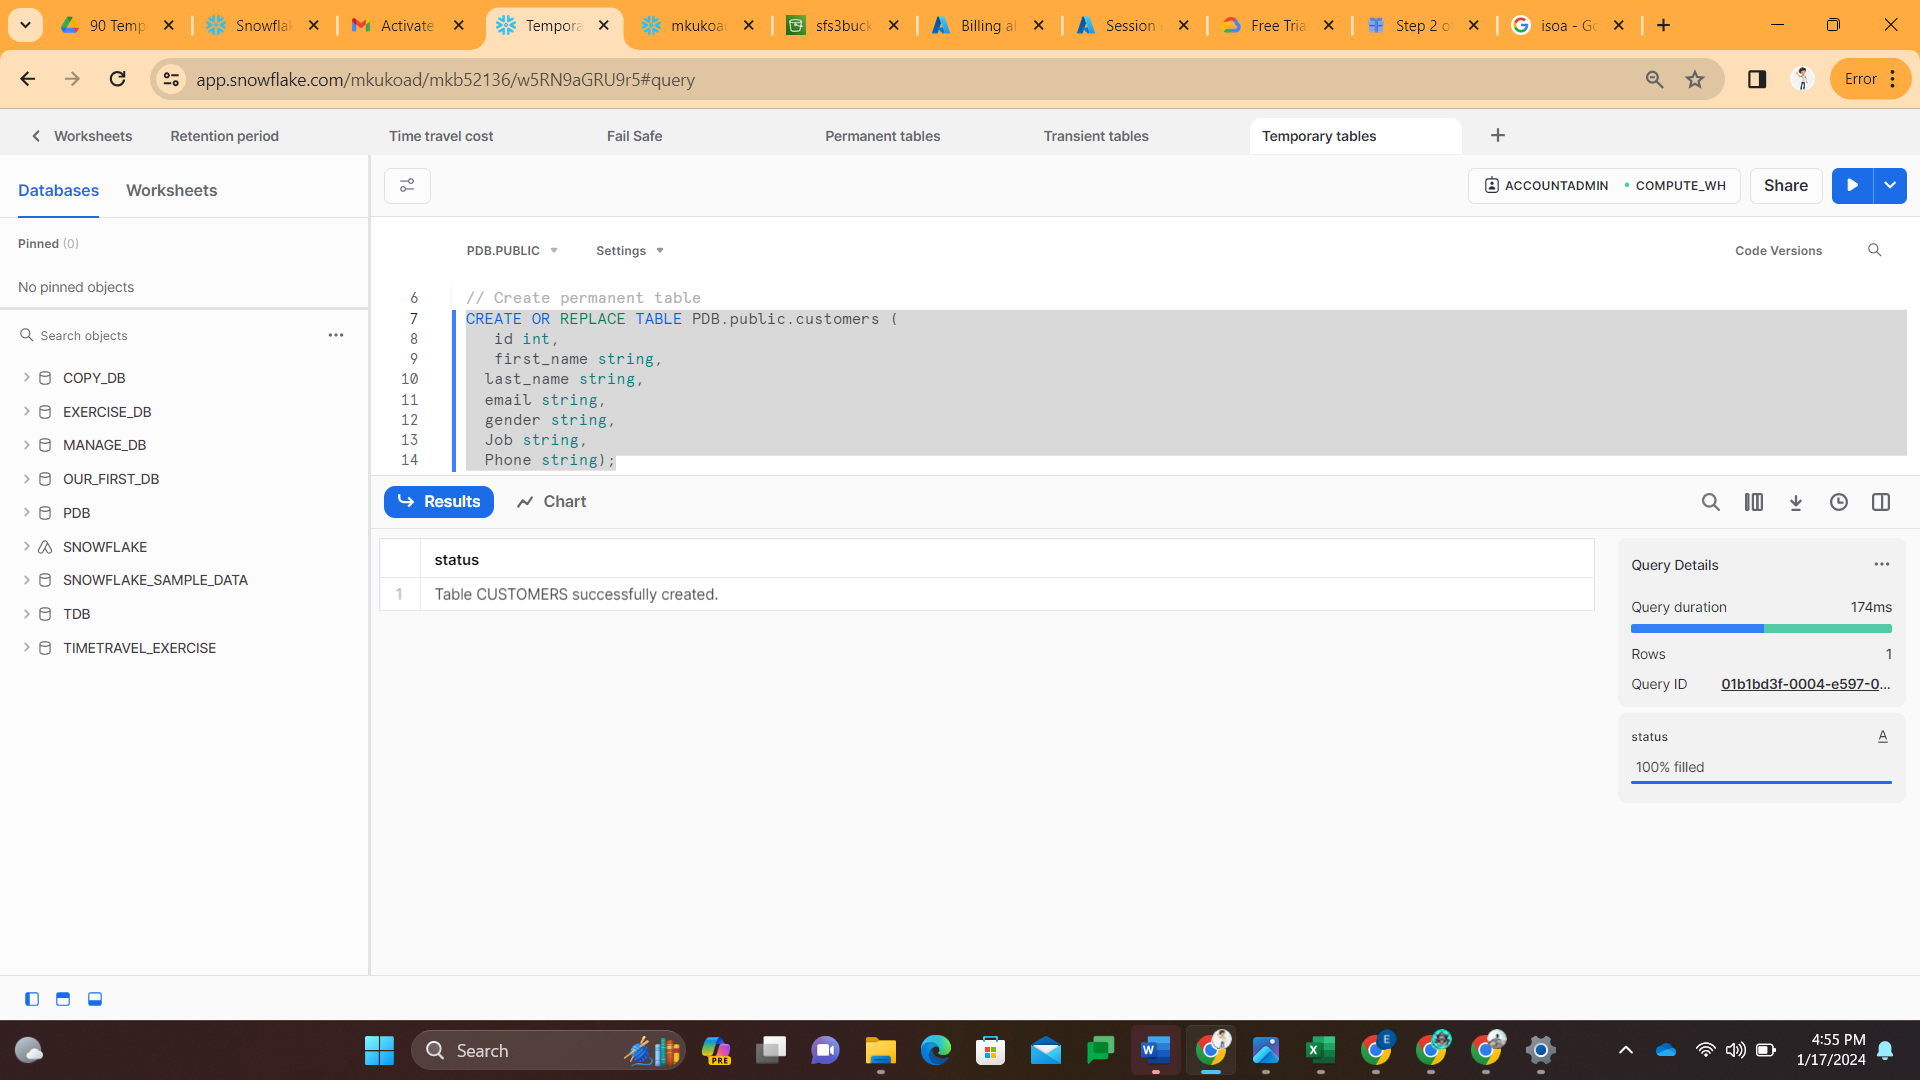 90 Temp
Snowflak
Activate
Tempora
mkukoad
sfs3buck
Billing al
Session
Free Tria
Step 2 o
isoa - Go
app.snowflake.com/mkukoad/mkb52136/w5RN9aGRU9r5#query
Error
Worksheets
Retention period
Time travel cost
Fail Safe
Permanent tables
Transient tables
Temporary tables
Databases
Worksheets
ACCOUNTADMIN
COMPUTE_WH
Share
Pinned (0)
No pinned objects
PDB.PUBLIC
Settings
Code Versions
Search objects
COPY_DB
EXERCISE_DB
MANAGE_DB
OUR_FIRST_DB
PDB
SNOWFLAKE
SNOWFLAKE_SAMPLE_DATA
TDB
TIMETRAVEL_EXERCISE
6 // Create permanent table
7 CREATE OR REPLACE TABLE PDB.public.customers (
8 id int,
9 first_name string,
10 last_name string,
11 email string,
12 gender string,
13 Job string,
14 Phone string);
Results
Chart
status
1 Table CUSTOMERS successfully created.
Query Details
Query duration 174ms
Rows 1
Query ID 01b1bd3f-0004-e597-0...
status A
100% filled
Search
PRE
E
4:55 PM
1/17/2024